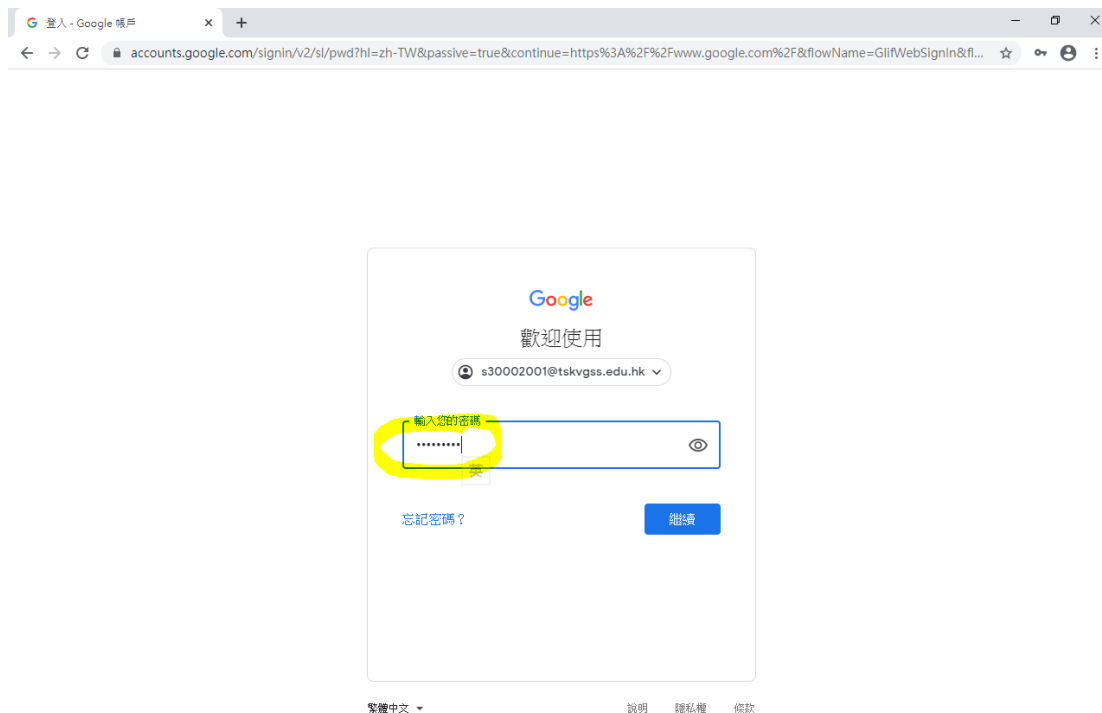 登入 - Google 帳戶
accounts.google.com/signin/v2/sl/pwd?hl=zh-TW&passive=true&continue=https%3A%2F%2Fwww.google.com%2F&flowName=GlifWebSignIn&fl...
Google
歡迎使用
s30002001@tskvgss.edu.hk
輸入您的密碼
•••••••••
英
忘記密碼？
繼續
繁體中文
說明 隱私權 條款